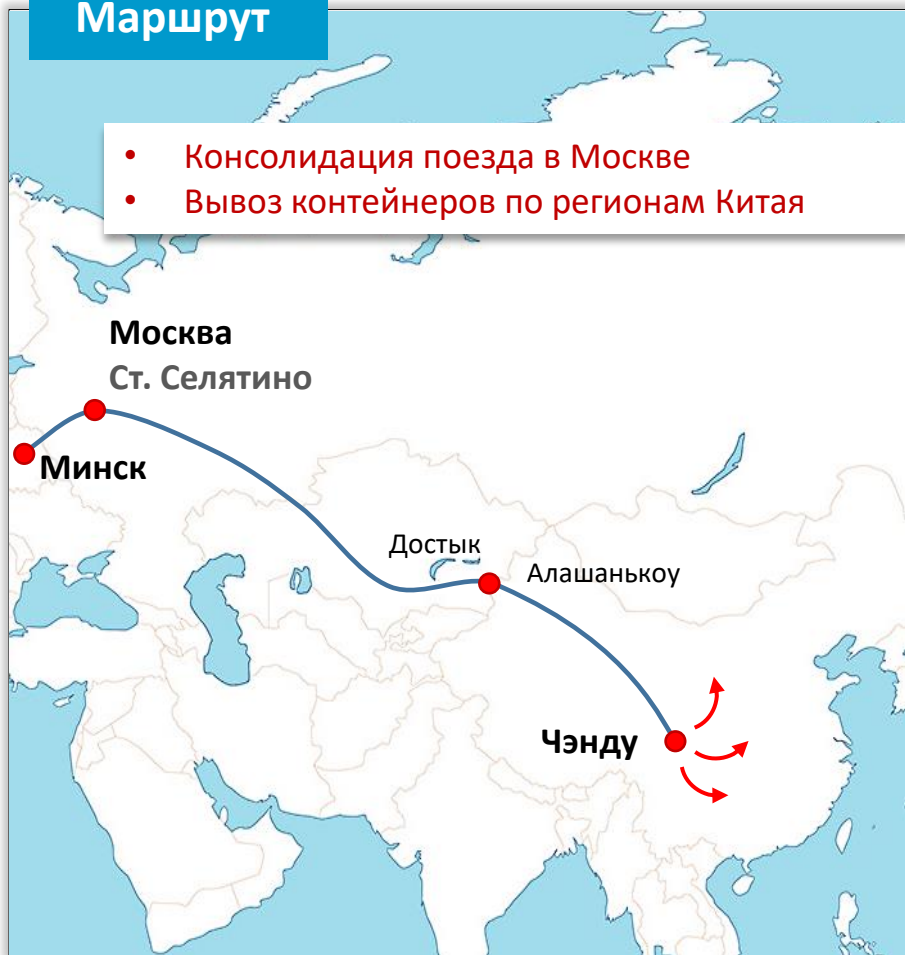 Маршрут
• Консолидация поезда в Москве
• Вывоз контейнеров по регионам Китая
Москва
Ст. Селятино
Минск
Достык
Алашанькоу
Чэнду